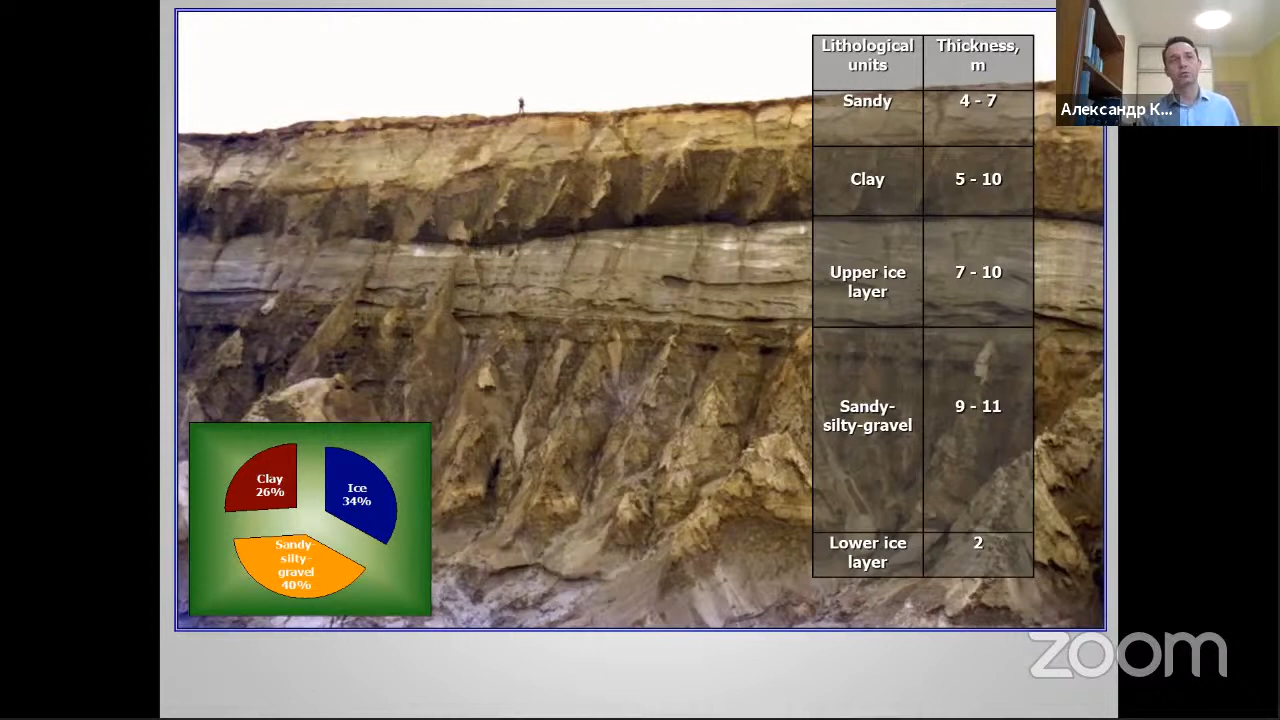 Lithological
units
Thickness,
m
Sandy
4 - 7
Clay
5 - 10
Upper ice
layer
7 - 10
Sandy-
silty-gravel
9 - 11
Lower ice
layer
2
Clay
26%
Ice
34%
Sandy-
silty-
gravel
40%
Александр К...
zoom